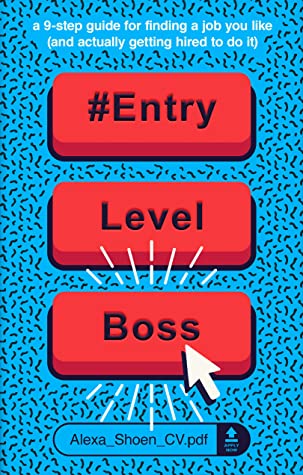 a 9-step guide for finding a job you like
(and actually getting hired to do it)
#Entry
Level
Boss
Alexa_Shoen_CV.pdf
APPLY
NOW